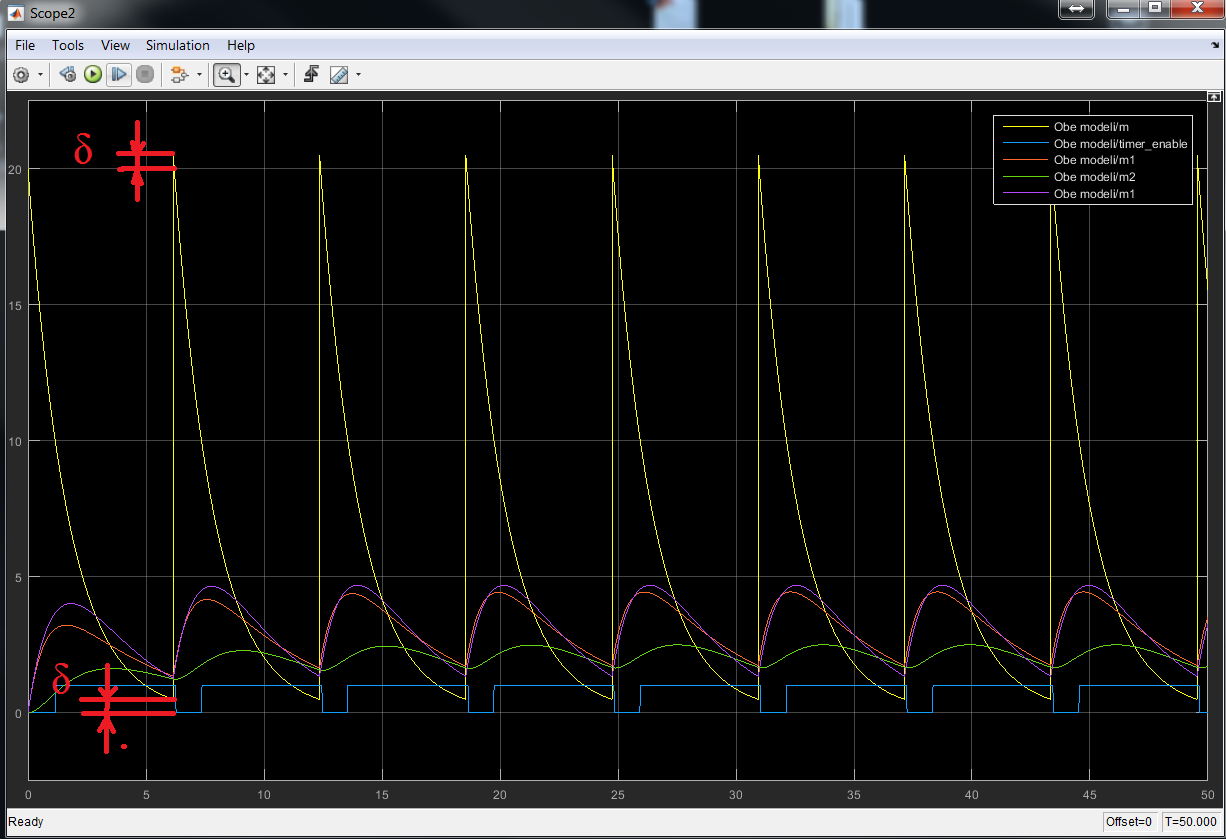 Scope2
File Tools View Simulation Help
δ
Obe modeli/m
Obe modeli/timer_enable
Obe modeli/m1
Obe modeli/m2
Obe modeli/m1
20
15
10
5
δ
0
0 5 10 15 20 25 30 35 40 45 50
Ready Offset=0 T=50.000